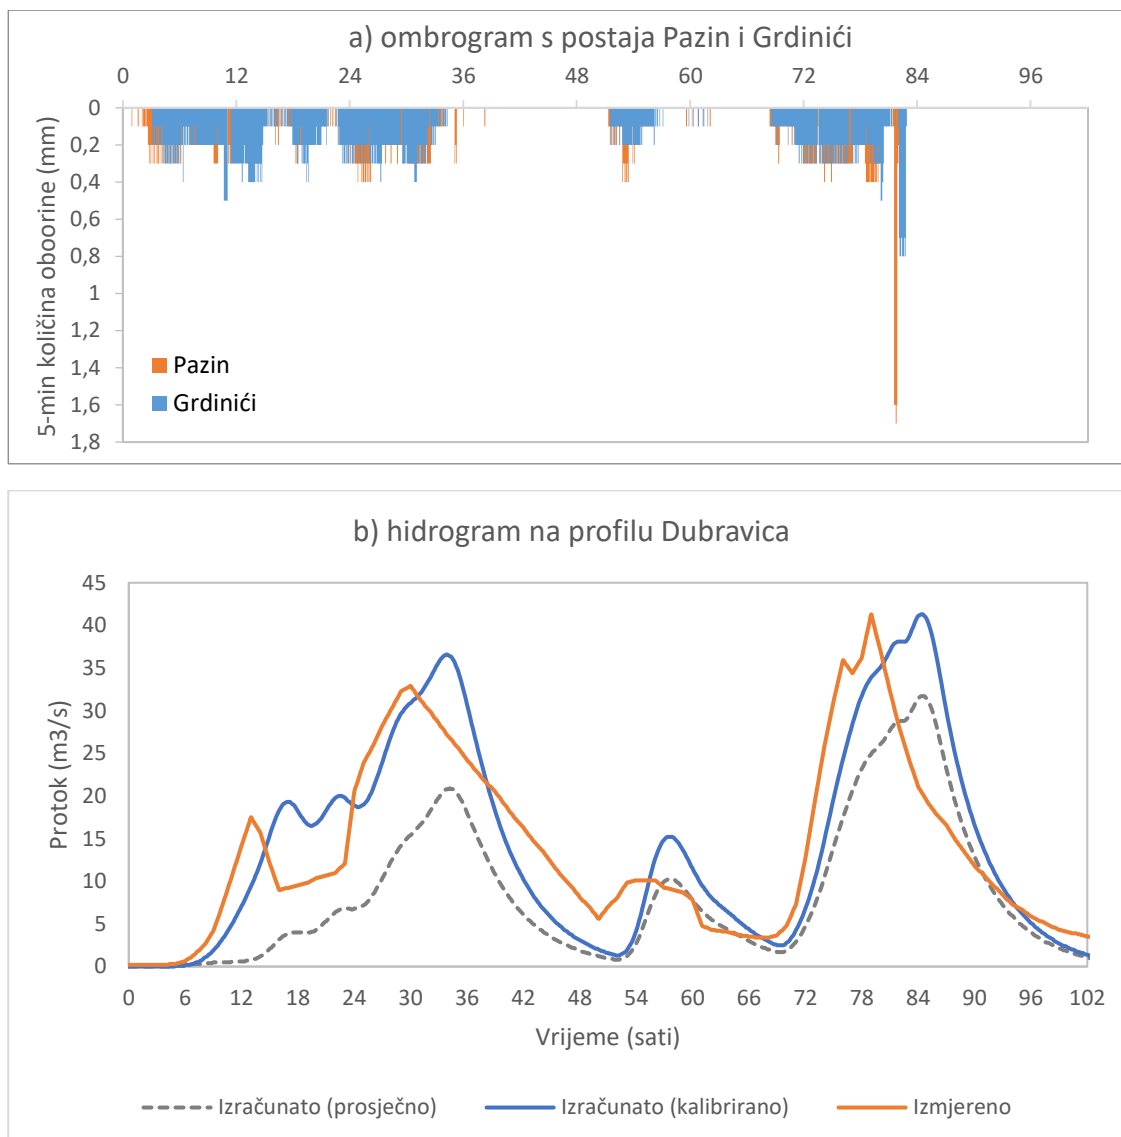 a) ombrogram s postaja Pazin i Grdinići
0 12 24 36 48 60 72 84 96
5-min količina oboorine (mm)
0
0,2
0,4
0,6
0,8
1
1,2
1,4
1,6
1,8
Pazin
Grdinići
b) hidrogram na profilu Dubravica
Protok (m3/s)
45
40
35
30
25
20
15
10
5
0
0 6 12 18 24 30 36 42 48 54 60 66 72 78 84 90 96 102
Vrijeme (sati)
Izračunato (prosječno) Izračunato (kalibrirano) Izmjereno